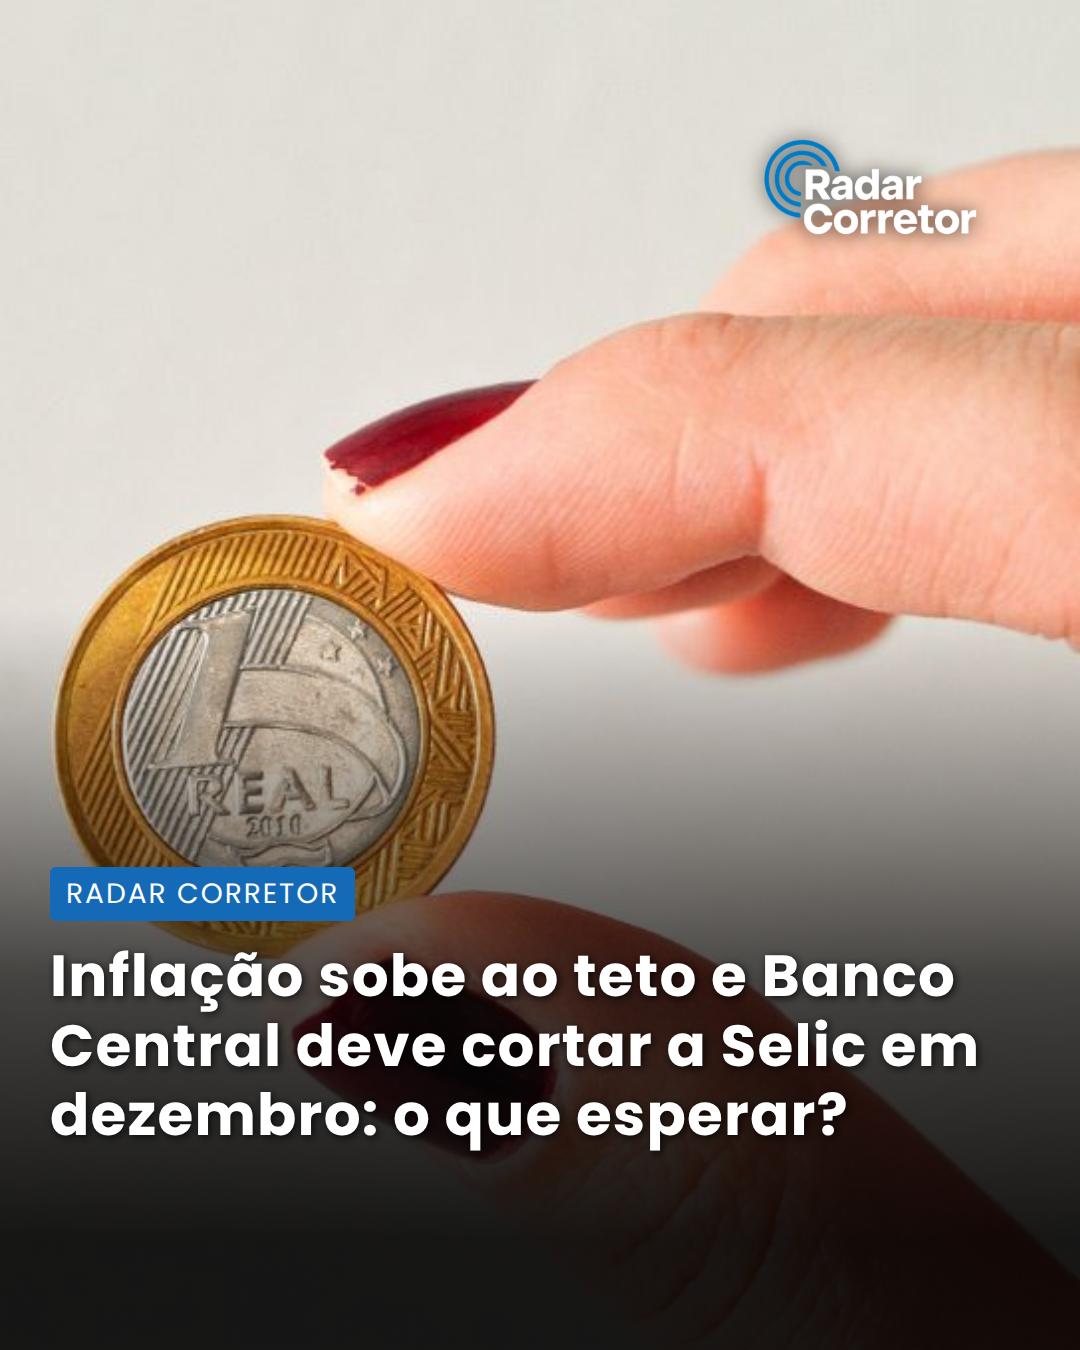 Radar
Corretor
1
REAL
2010
RADAR CORRETOR
Inflação sobe ao teto e Banco
Central deve cortar a Selic em
dezembro: o que esperar?